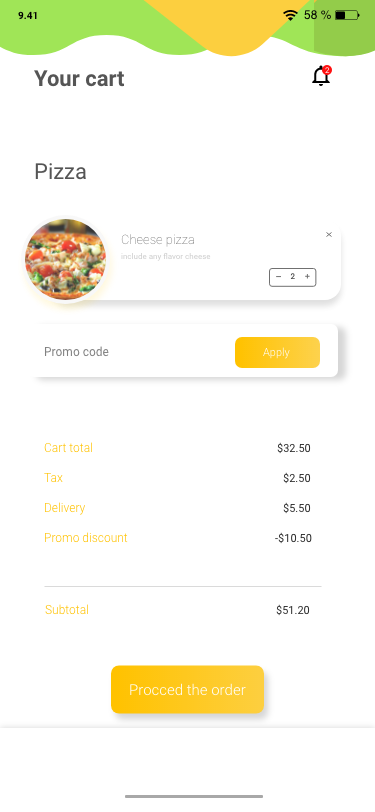 9.41 58 %
Your cart 2
Pizza
Cheese pizza ×
include any flavor cheese
− 2 +
Promo code Apply
Cart total $32.50
Tax $2.50
Delivery $5.50
Promo discount -$10.50
Subtotal $51.20
Procced the order